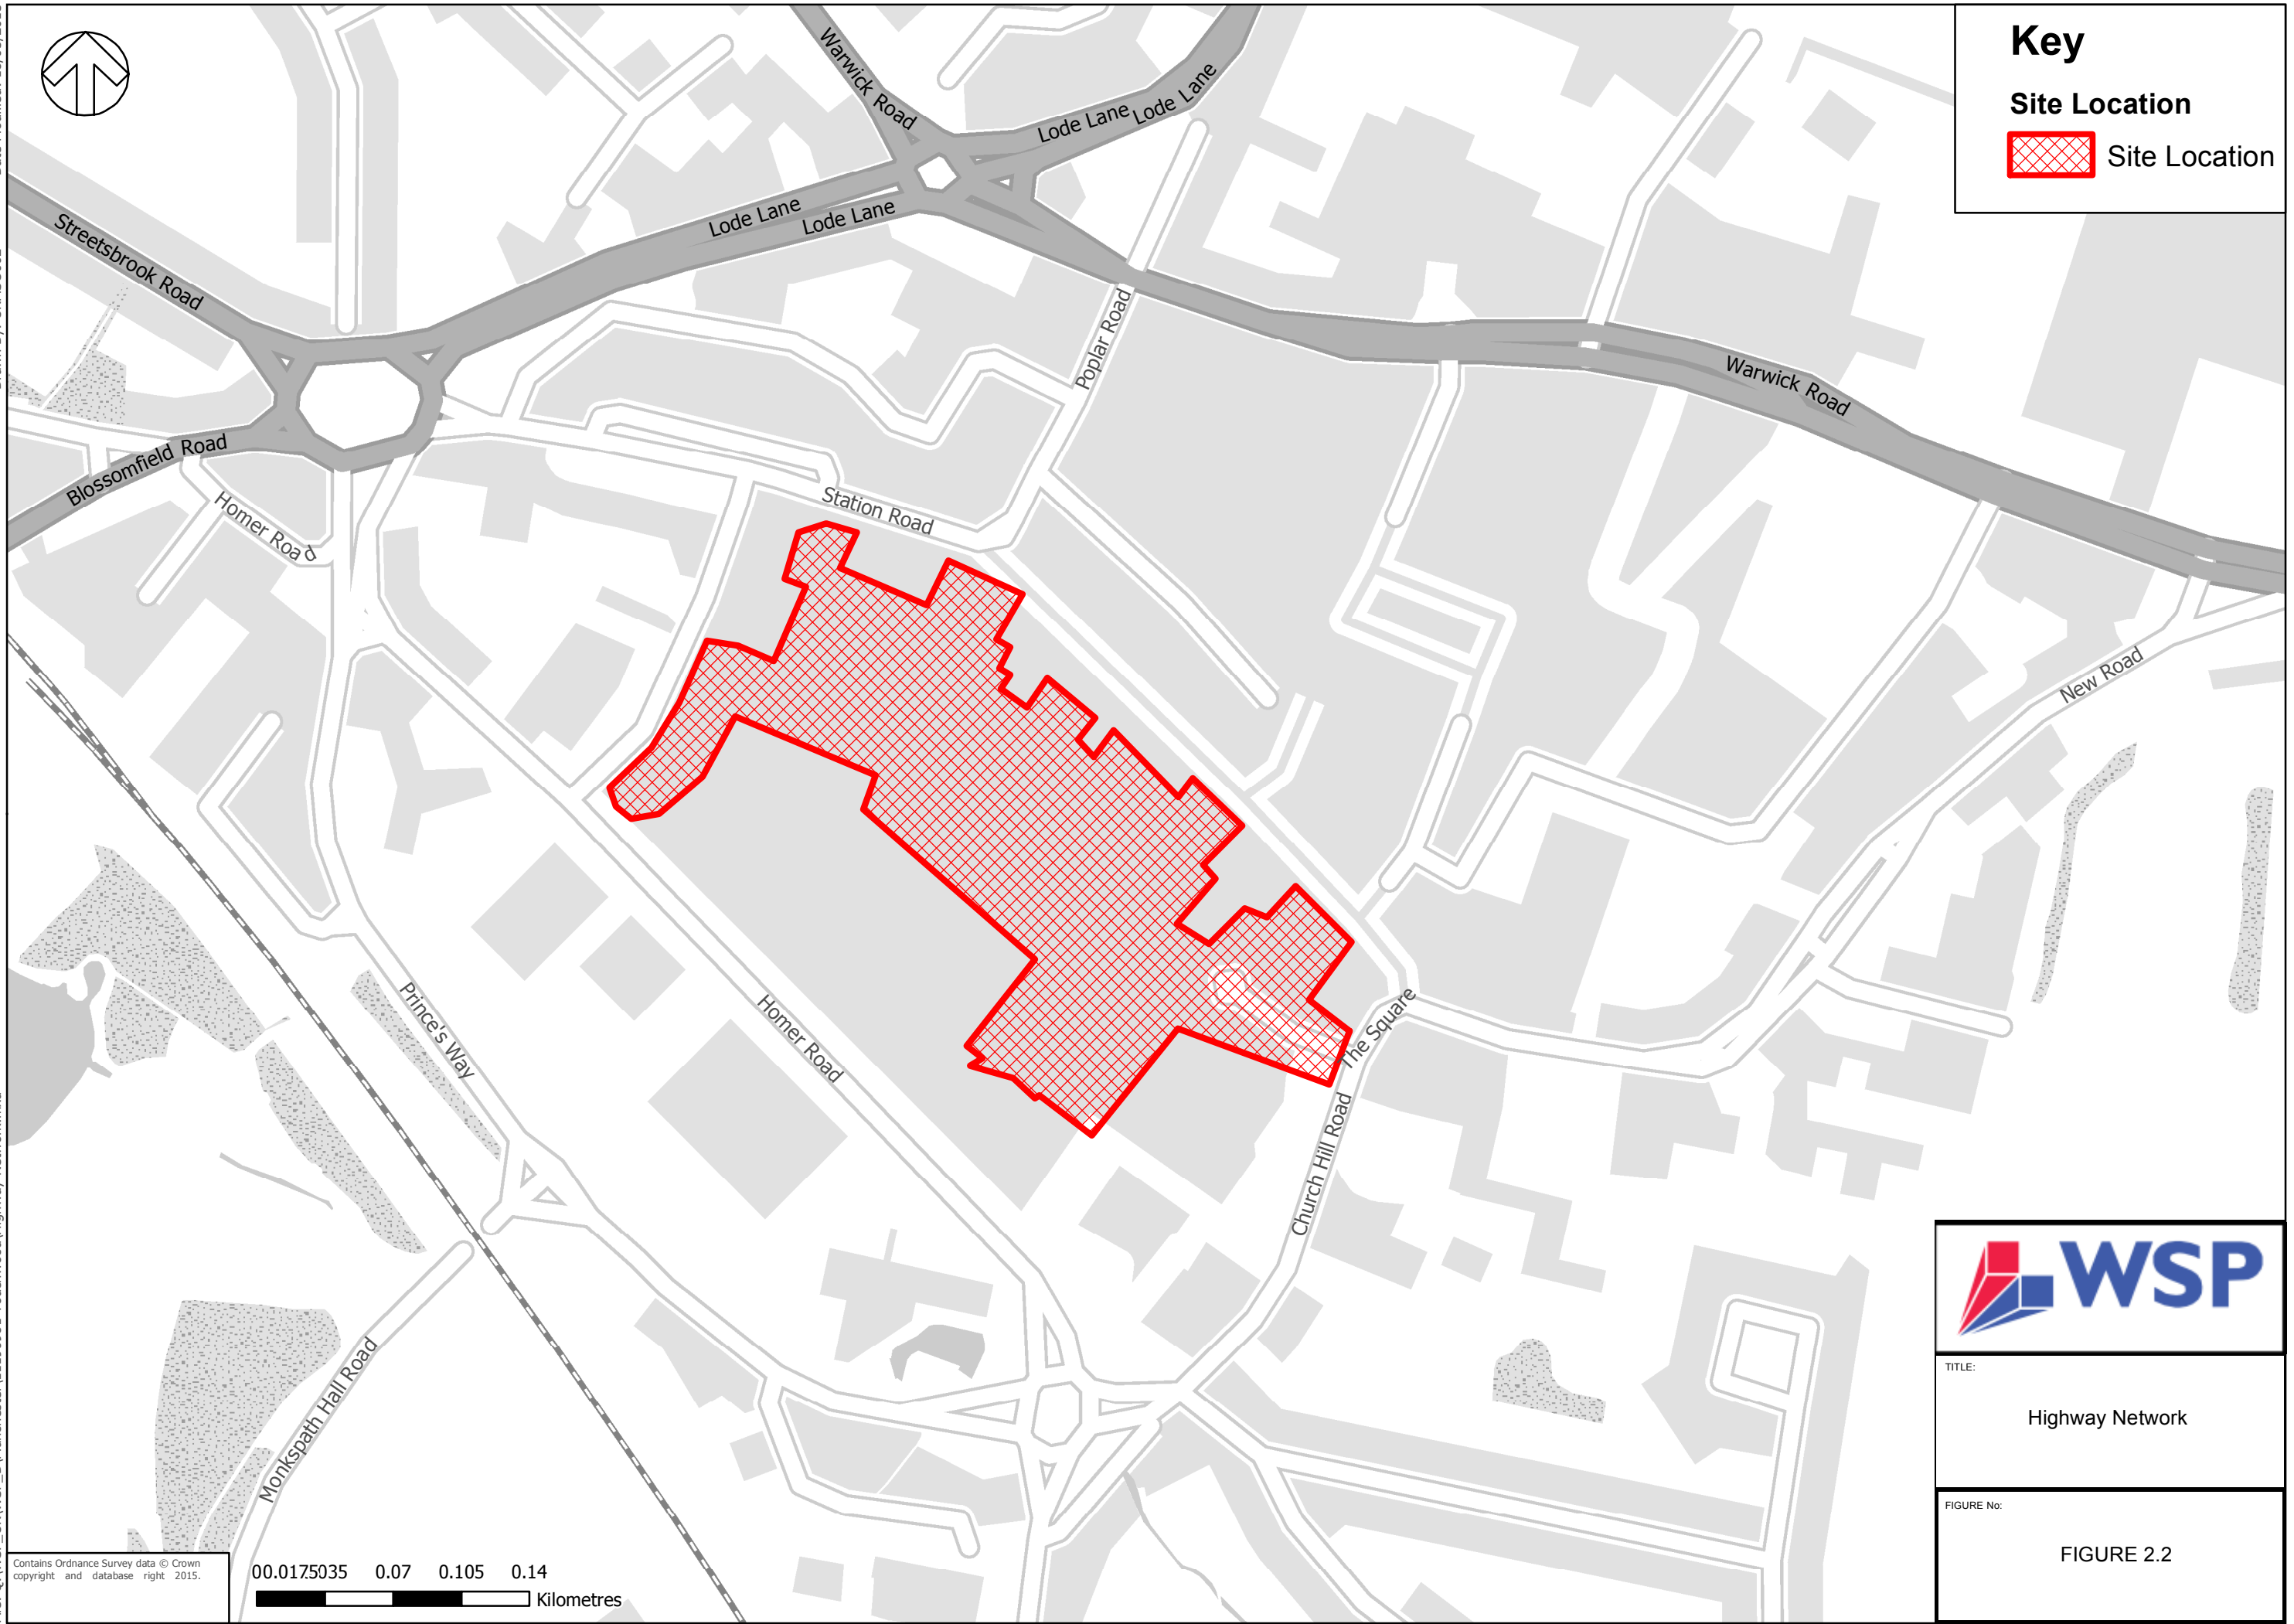 Key
Site Location
Site Location
Warwick Road
Lode Lane
Lode Lane
Lode Lane
Lode Lane
Streetsbrook Road
Poplar Road
Warwick Road
Blossomfield Road
Homer Road
Station Road
New Road
Prince's Way
Homer Road
The Square
Church Hill Road
Monkspath Hall Road
WSP
TITLE:
Highway Network
FIGURE No:
FIGURE 2.2
Contains Ordnance Survey data © Crown
copyright and database right 2015.
00.0175035 0.07 0.105 0.14
Kilometres